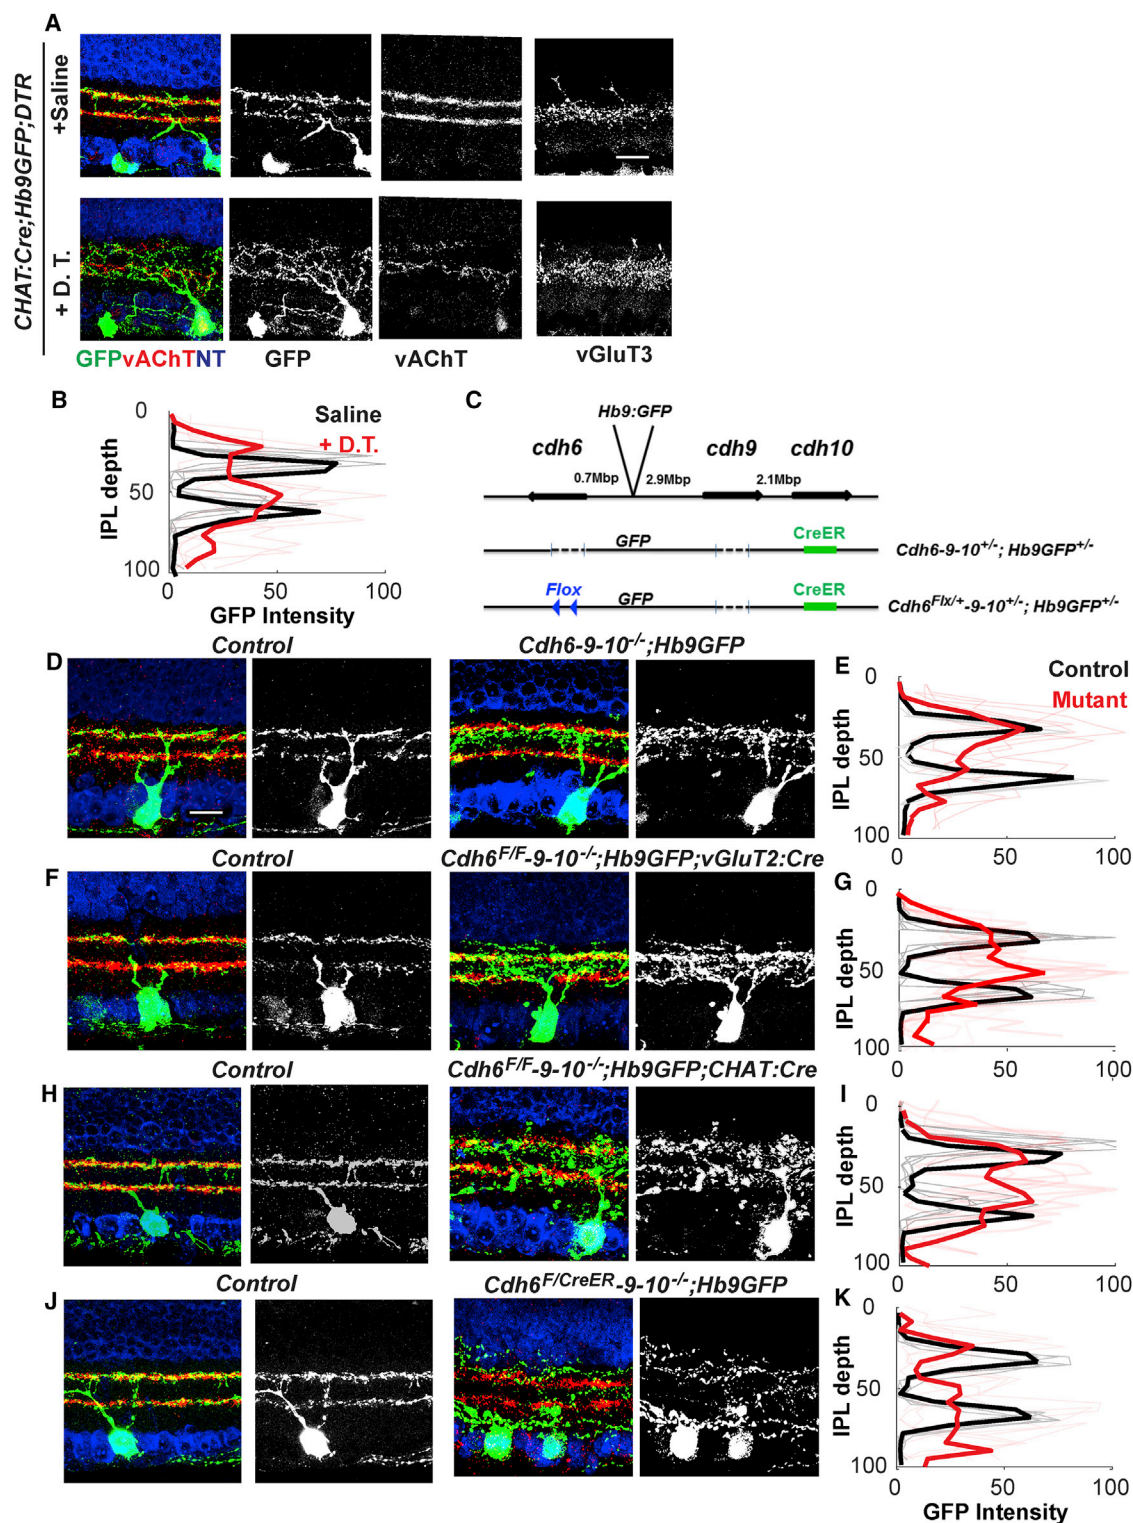 A
CHAT:Cre;Hb9GFP;DTR
+Saline
+ D. T.
GFPvAChTNT
GFP
vAChT
vGluT3
B
0
50
100
IPL depth
Saline
+ D.T.
0
50
100
GFP Intensity
C
Hb9:GFP
cdh6
cdh9
cdh10
0.7Mbp
2.9Mbp
2.1Mbp
GFP
CreER
Cdh6-9-10+/-; Hb9GFP+/-
Flox
GFP
CreER
Cdh6Flx/+-9-10+/-; Hb9GFP+/-
D
Control
Cdh6-9-10-/-;Hb9GFP
E
0
50
100
IPL depth
Control
Mutant
0
50
100
F
Control
Cdh6F/F-9-10-/-;Hb9GFP;vGluT2:Cre
G
0
50
100
IPL depth
0
50
100
H
Control
Cdh6F/F-9-10-/-;Hb9GFP;CHAT:Cre
I
0
50
100
IPL depth
0
50
100
J
Control
Cdh6F/CreER-9-10-/-;Hb9GFP
K
0
50
100
IPL depth
0
50
100
GFP Intensity